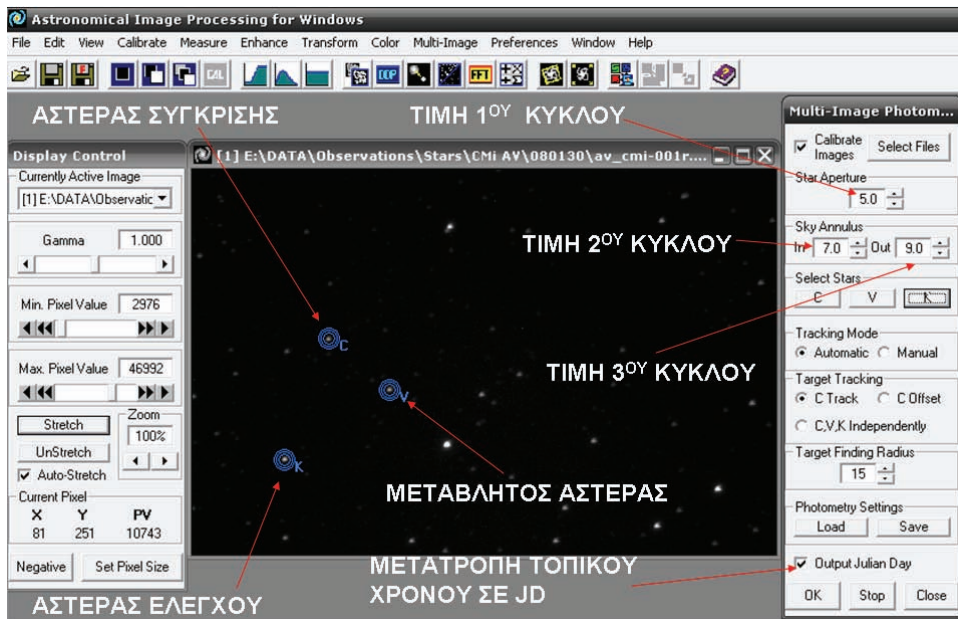 Astronomical Image Processing for Windows
File Edit View Calibrate Measure Enhance Transform Color Multi-Image Preferences Window Help
CAL CCP FFT
ΑΣΤΕΡΑΣ ΣΥΓΚΡΙΣΗΣ
ΤΙΜΗ 1ΟΥ ΚΥΚΛΟΥ
Display Control
Currently Active Image
[1] E:\DATA\Observatic
Gamma 1.000
Min. Pixel Value 2976
Max. Pixel Value 46992
Stretch
UnStretch
Auto-Stretch
Zoom
100%
Current Pixel
X Y PV
81 251 10743
Negative Set Pixel Size
[1] E:\DATA\Observations\Stars\CMi AV\080130\av_cmi-001r....
ΤΙΜΗ 2ΟΥ ΚΥΚΛΟΥ
C
ΤΙΜΗ 3ΟΥ ΚΥΚΛΟΥ
V
K
ΜΕΤΑΒΛΗΤΟΣ ΑΣΤΕΡΑΣ
ΜΕΤΑΤΡΟΠΗ ΤΟΠΙΚΟΥ
ΧΡΟΝΟΥ ΣΕ JD
ΑΣΤΕΡΑΣ ΕΛΕΓΧΟΥ
Multi-Image Photom...
Calibrate Images
Select Files
Star Aperture
5.0
Sky Annulus
In 7.0 Out 9.0
Select Stars
C V K
Tracking Mode
Automatic Manual
Target Tracking
C Track C Offset
C,V,K Independently
Target Finding Radius
15
Photometry Settings
Load Save
Output Julian Day
OK Stop Close